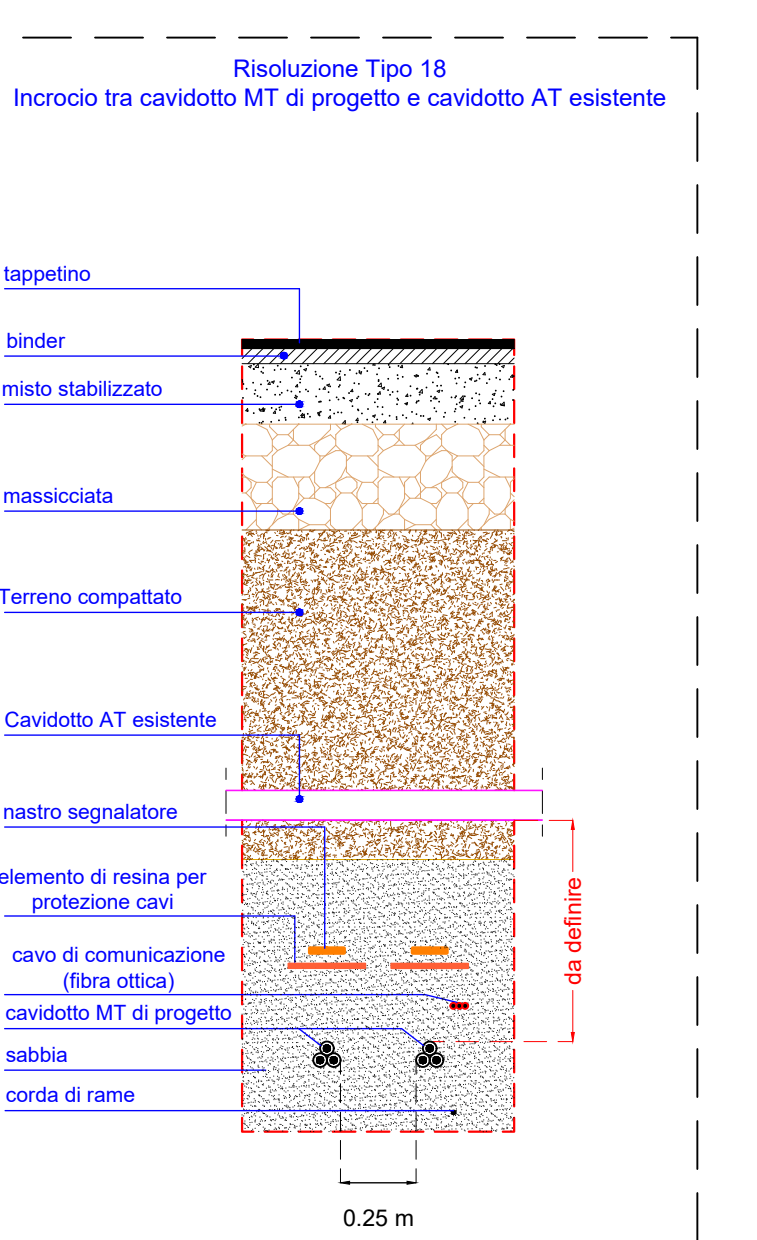 Risoluzione Tipo 18
Incrocio tra cavidotto MT di progetto e cavidotto AT esistente
tappetino
binder
misto stabilizzato
massicciata
Terreno compattato
Cavidotto AT esistente
nastro segnalatore
elemento di resina per
protezione cavi
cavo di comunicazione
(fibra ottica)
cavidotto MT di progetto
sabbia
corda di rame
da definire
0.25 m